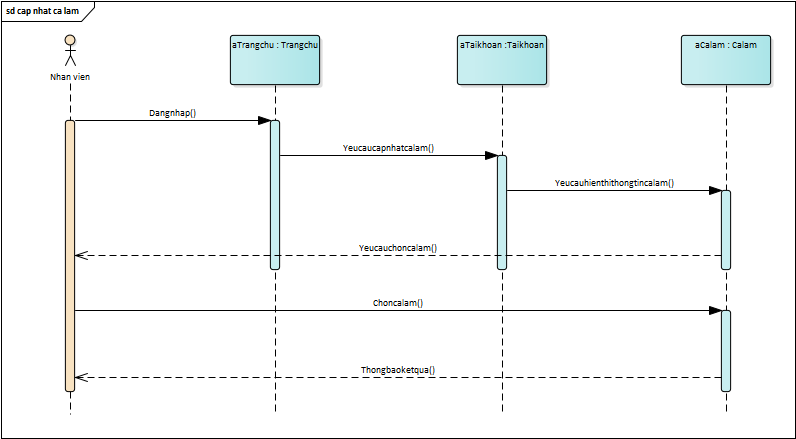 sd cap nhat ca lam
aTrangchu : Trangchu
aTaikhoan :Taikhoan
aCalam : Calam
Nhan vien
Dangnhap()
Yeucaucapnhatcalam()
Yeucauhienthithongtincalam()
Yeucauchoncalam()
Choncalam()
Thongbaoketqua()